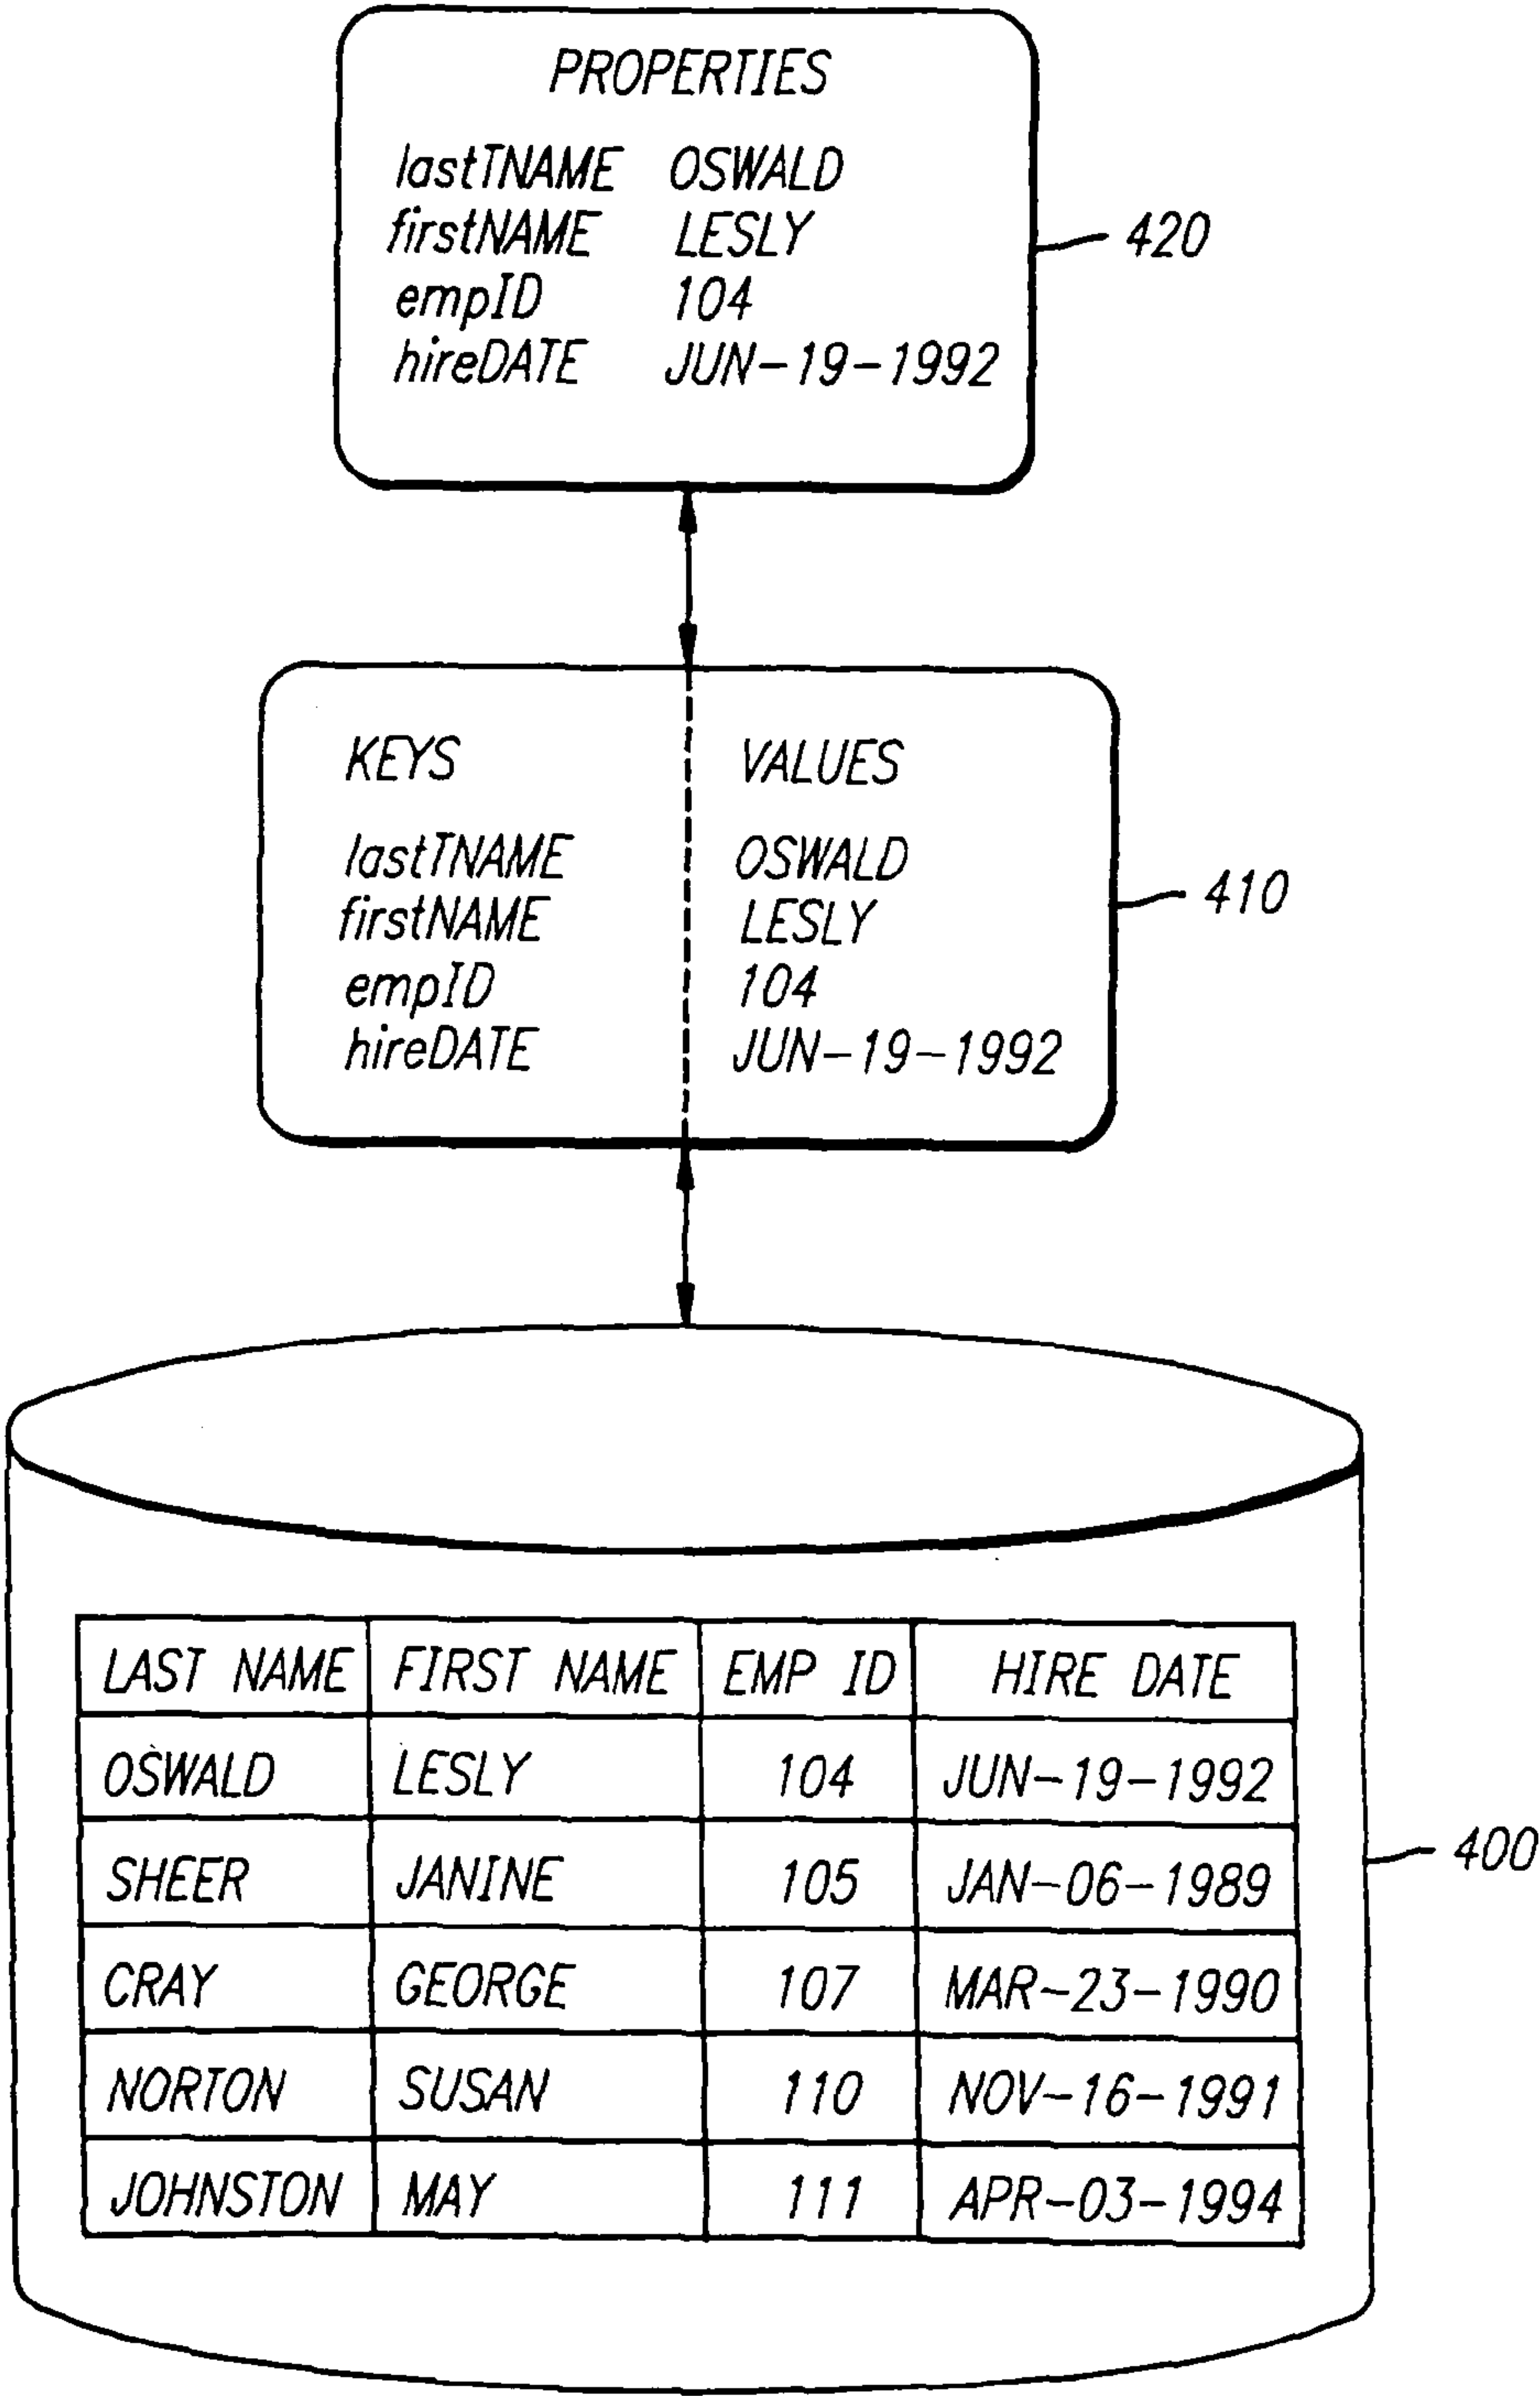 PROPERTIES
lastTNAME OSWALD
firstNAME LESLY
empID 104
hireDATE JUN-19-1992
420
KEYS VALUES
lastTNAME OSWALD
firstNAME LESLY
empID 104
hireDATE JUN-19-1992
410
LAST NAME FIRST NAME EMP ID HIRE DATE
OSWALD LESLY 104 JUN-19-1992
SHEER JANINE 105 JAN-06-1989
CRAY GEORGE 107 MAR-23-1990
NORTON SUSAN 110 NOV-16-1991
JOHNSTON MAY 111 APR-03-1994
400